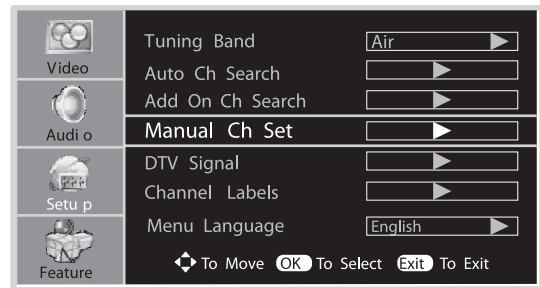 Video
Audi o
Setu p
Feature
Tuning Band Air
Auto Ch Search
Add On Ch Search
Manual Ch Set
DTV Signal
Channel Labels
Menu Language English
To Move OK To Select Exit To Exit